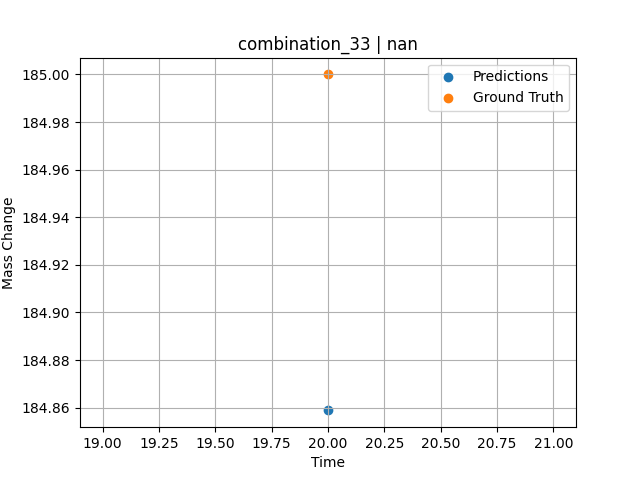 combination_33 | nan
Predictions
Ground Truth
185.00
184.98
184.96
184.94
184.92
184.90
184.88
184.86
Mass Change
19.00 19.25 19.50 19.75 20.00 20.25 20.50 20.75 21.00
Time